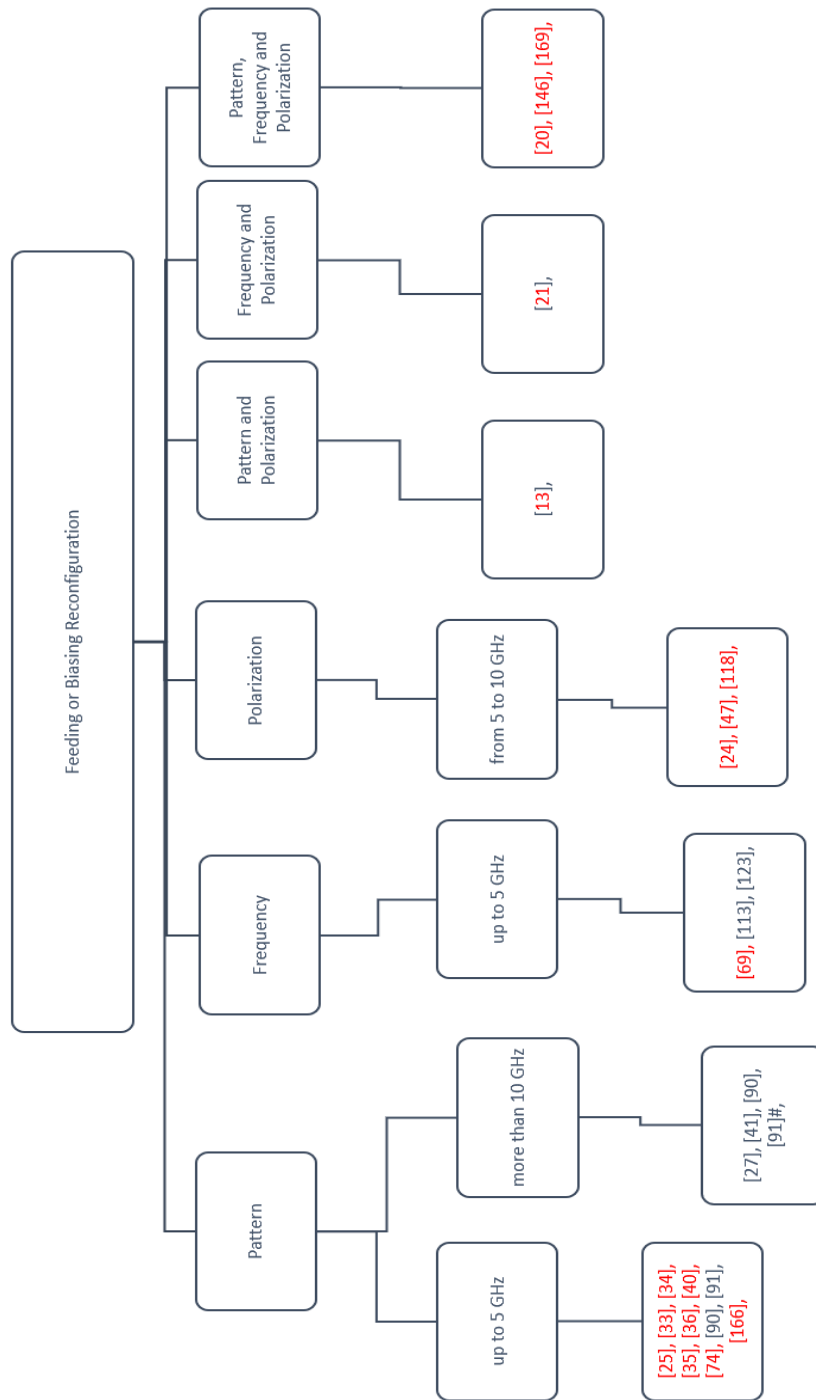 Feeding or Biasing Reconfiguration
Pattern
Frequency
Polarization
Pattern and
Polarization
Frequency and
Polarization
Pattern,
Frequency and
Polarization
up to 5 GHz
more than 10 GHz
up to 5 GHz
from 5 to 10 GHz
[25], [33], [34],
[35], [36], [40],
[74], [90], [91],
[166],
[27], [41], [90],
[91]#,
[69], [113], [123],
[24], [47], [118],
[13],
[21],
[20], [146], [169],